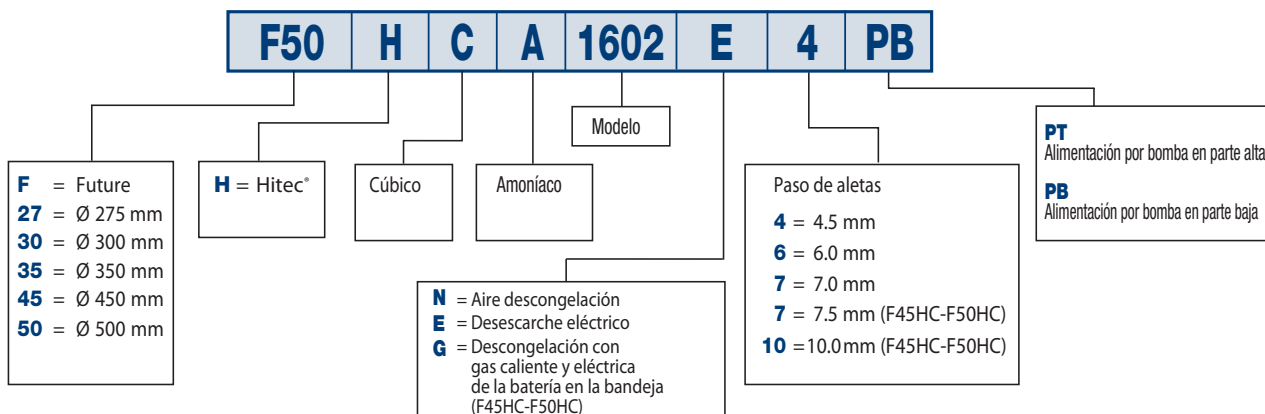 F50 H C A 1602 E 4 PB
Modelo
PT
Alimentación por bomba en parte alta
PB
Alimentación por bomba en parte baja
F = Future
27 = Ø 275 mm
30 = Ø 300 mm
35 = Ø 350 mm
45 = Ø 450 mm
50 = Ø 500 mm
H = Hitec®
Cúbico
Amoníaco
Paso de aletas
4 = 4.5 mm
6 = 6.0 mm
7 = 7.0 mm
7 = 7.5 mm (F45HC-F50HC)
10 =10.0mm (F45HC-F50HC)
N = Aire descongelación
E = Desescarche eléctrico
G = Descongelación con
gas caliente y eléctrica
de la batería en la bandeja
(F45HC-F50HC)